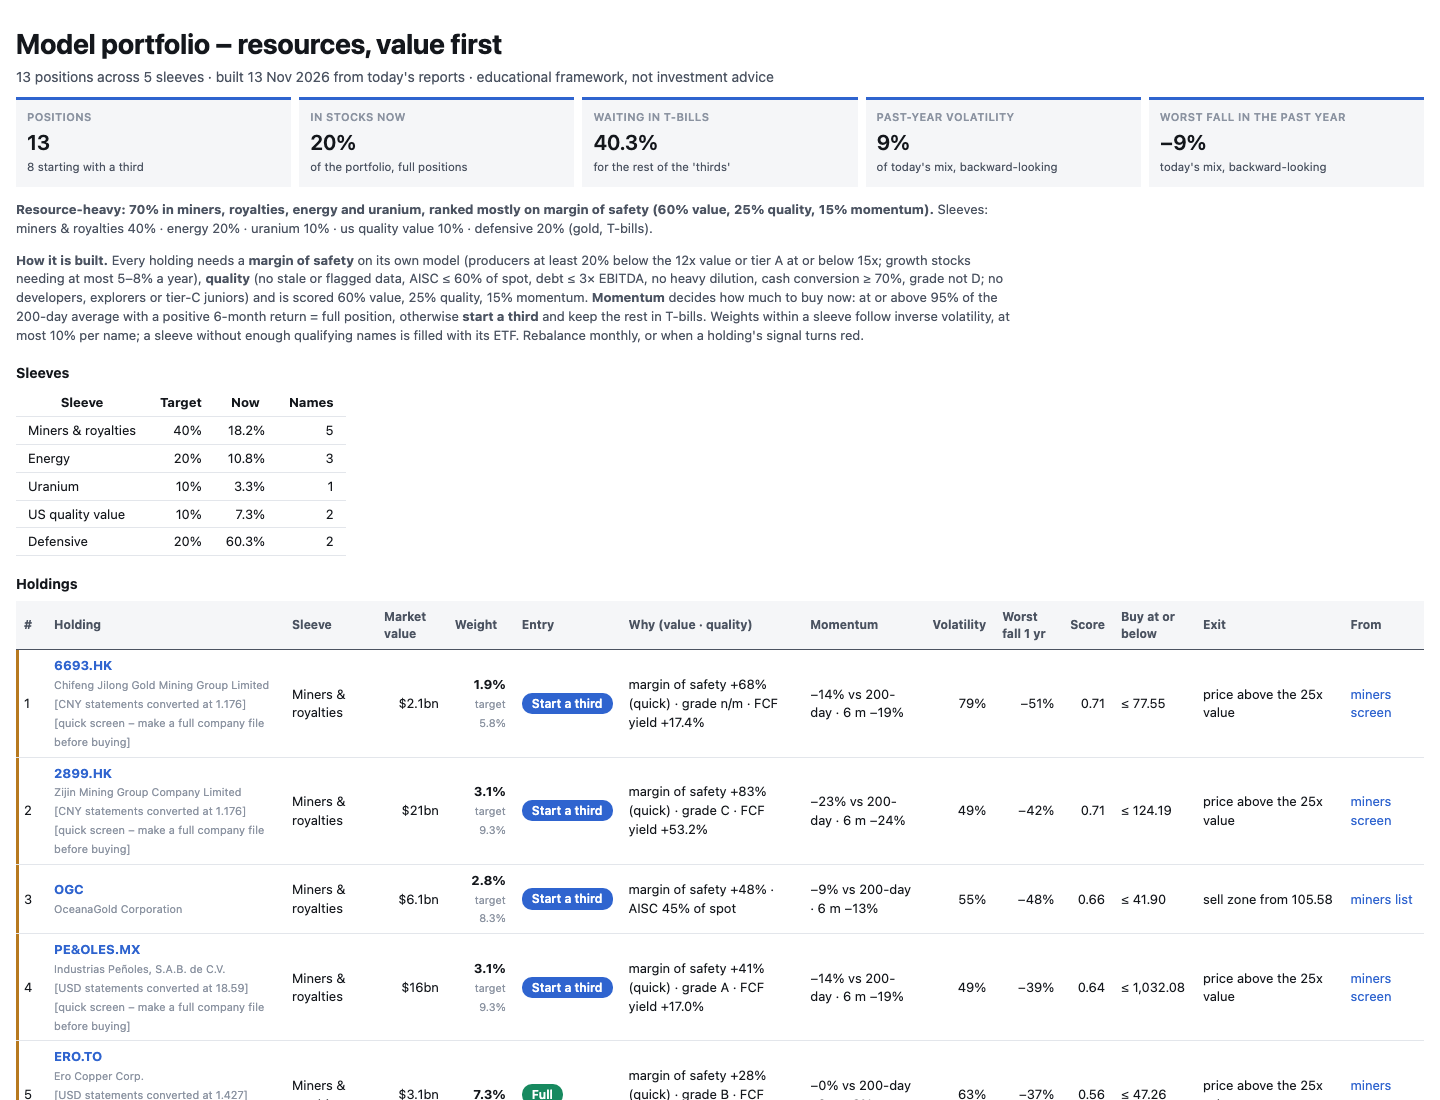 Model portfolio – resources, value first
13 positions across 5 sleeves · built 13 Nov 2026 from today's reports · educational framework, not investment advice
POSITIONS
13
8 starting with a third
IN STOCKS NOW
20%
of the portfolio, full positions
WAITING IN T-BILLS
40.3%
for the rest of the 'thirds'
PAST-YEAR VOLATILITY
9%
of today's mix, backward-looking
WORST FALL IN THE PAST YEAR
−9%
today's mix, backward-looking
Resource-heavy: 70% in miners, royalties, energy and uranium, ranked mostly on margin of safety (60% value, 25% quality, 15% momentum). Sleeves:
miners & royalties 40% · energy 20% · uranium 10% · us quality value 10% · defensive 20% (gold, T-bills).
How it is built. Every holding needs a margin of safety on its own model (producers at least 20% below the 12x value or tier A at or below 15x; growth stocks
needing at most 5–8% a year), quality (no stale or flagged data, AISC ≤ 60% of spot, debt ≤ 3× EBITDA, no heavy dilution, cash conversion ≥ 70%, grade not D; no
developers, explorers or tier-C juniors) and is scored 60% value, 25% quality, 15% momentum. Momentum decides how much to buy now: at or above 95% of the
200-day average with a positive 6-month return = full position, otherwise start a third and keep the rest in T-bills. Weights within a sleeve follow inverse volatility, at
most 10% per name; a sleeve without enough qualifying names is filled with its ETF. Rebalance monthly, or when a holding's signal turns red.
Sleeves
Sleeve Target Now Names
Miners & royalties 40% 18.2% 5
Energy 20% 10.8% 3
Uranium 10% 3.3% 1
US quality value 10% 7.3% 2
Defensive 20% 60.3% 2
Holdings
# Holding Sleeve Market value Weight Entry Why (value · quality) Momentum Volatility Worst fall 1 yr Score Buy at or below Exit From
1
6693.HK
Chifeng Jilong Gold Mining Group Limited
[CNY statements converted at 1.176]
[quick screen – make a full company file
before buying]
Miners &
royalties
$2.1bn
1.9%
target
5.8%
Start a third
margin of safety +68%
(quick) · grade n/m · FCF
yield +17.4%
−14% vs 200-
day · 6 m −19%
79%
−51%
0.71
≤ 77.55
price above the 25x
value
miners
screen
2
2899.HK
Zijin Mining Group Company Limited
[CNY statements converted at 1.176]
[quick screen – make a full company file
before buying]
Miners &
royalties
$21bn
3.1%
target
9.3%
Start a third
margin of safety +83%
(quick) · grade C · FCF
yield +53.2%
−23% vs 200-
day · 6 m −24%
49%
−42%
0.71
≤ 124.19
price above the 25x
value
miners
screen
3
OGC
OceanaGold Corporation
Miners &
royalties
$6.1bn
2.8%
target
8.3%
Start a third
margin of safety +48% ·
AISC 45% of spot
−9% vs 200-day
· 6 m −13%
55%
−48%
0.66
≤ 41.90
sell zone from 105.58
miners list
4
PE&OLES.MX
Industrias Peñoles, S.A.B. de C.V.
[USD statements converted at 18.59]
[quick screen – make a full company file
before buying]
Miners &
royalties
$16bn
3.1%
target
9.3%
Start a third
margin of safety +41%
(quick) · grade A · FCF
yield +17.0%
−14% vs 200-
day · 6 m −19%
49%
−39%
0.64
≤ 1,032.08
price above the 25x
value
miners
screen
5
ERO.TO
Ero Copper Corp.
[USD statements converted at 1.427]
Miners &
$3.1bn
7.3%
Full
margin of safety +28%
(quick) · grade B · FCF
−0% vs 200-day
63%
−37%
0.56
≤ 47.26
price above the 25x
miners